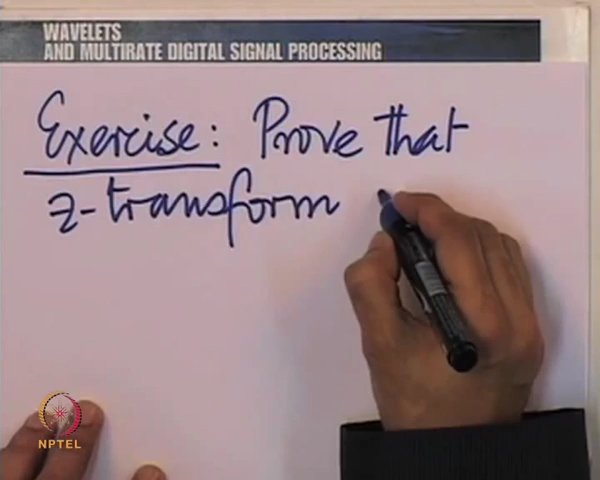 WAVELETS
AND MULTIRATE DIGITAL SIGNAL PROCESSING
Exercise: Prove that
z-transform
NPTEL